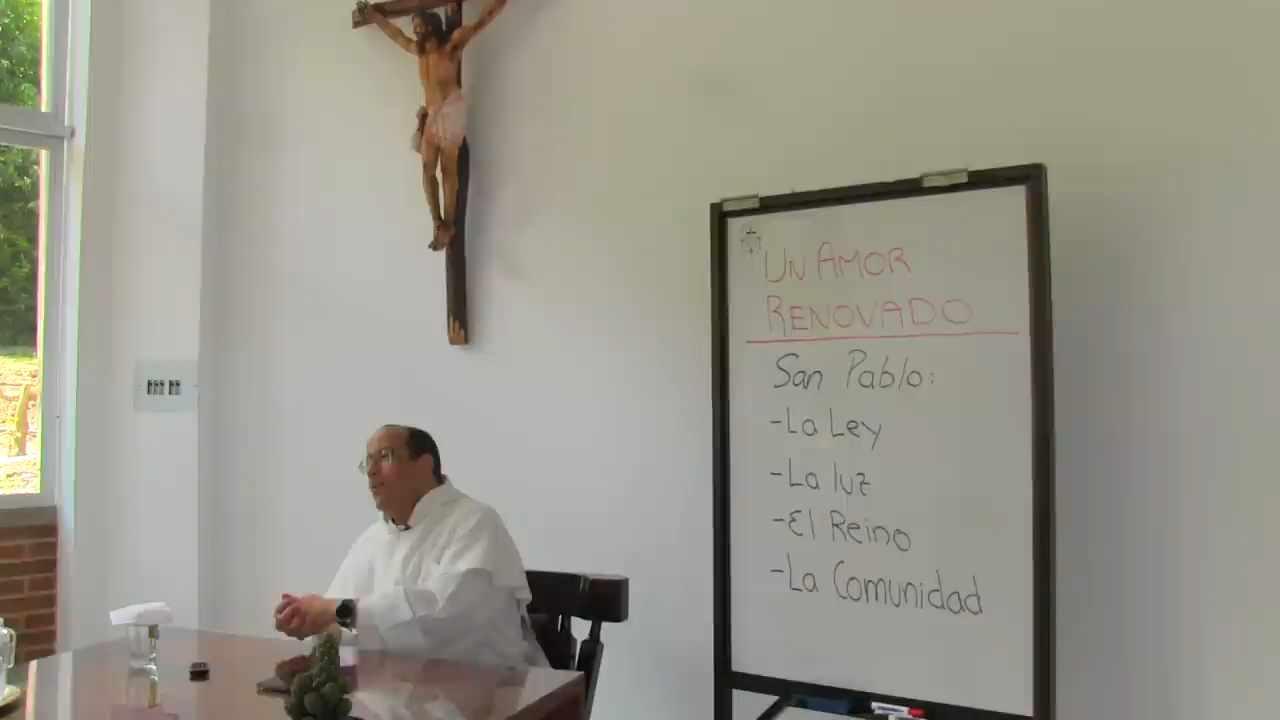 UN AMOR
RENOVADO
San Pablo:
-La Ley
-La luz
-El Reino
-La Comunidad